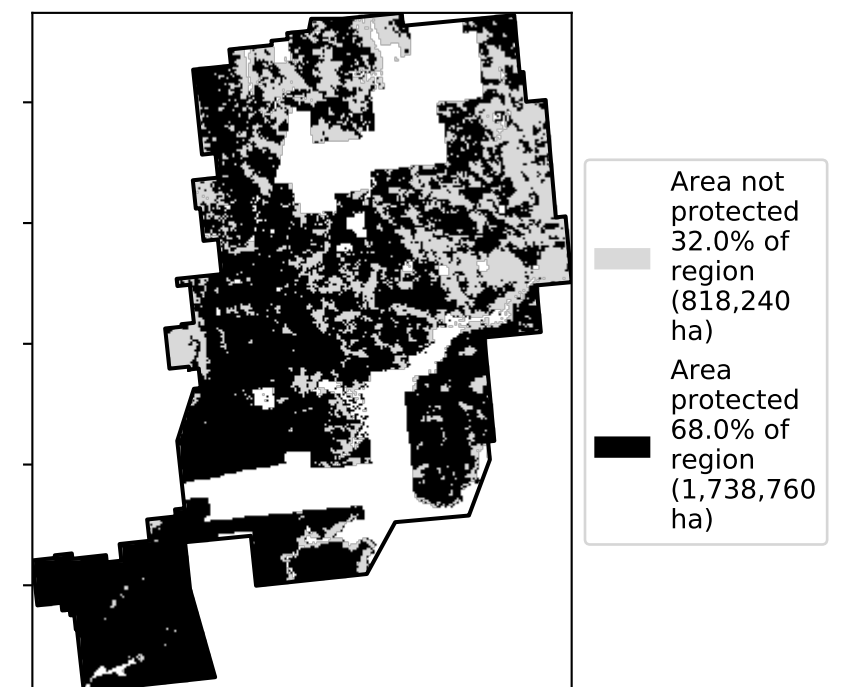 Area not
protected
32.0% of
region
(818,240
ha)
Area
protected
68.0% of
region
(1,738,760
ha)